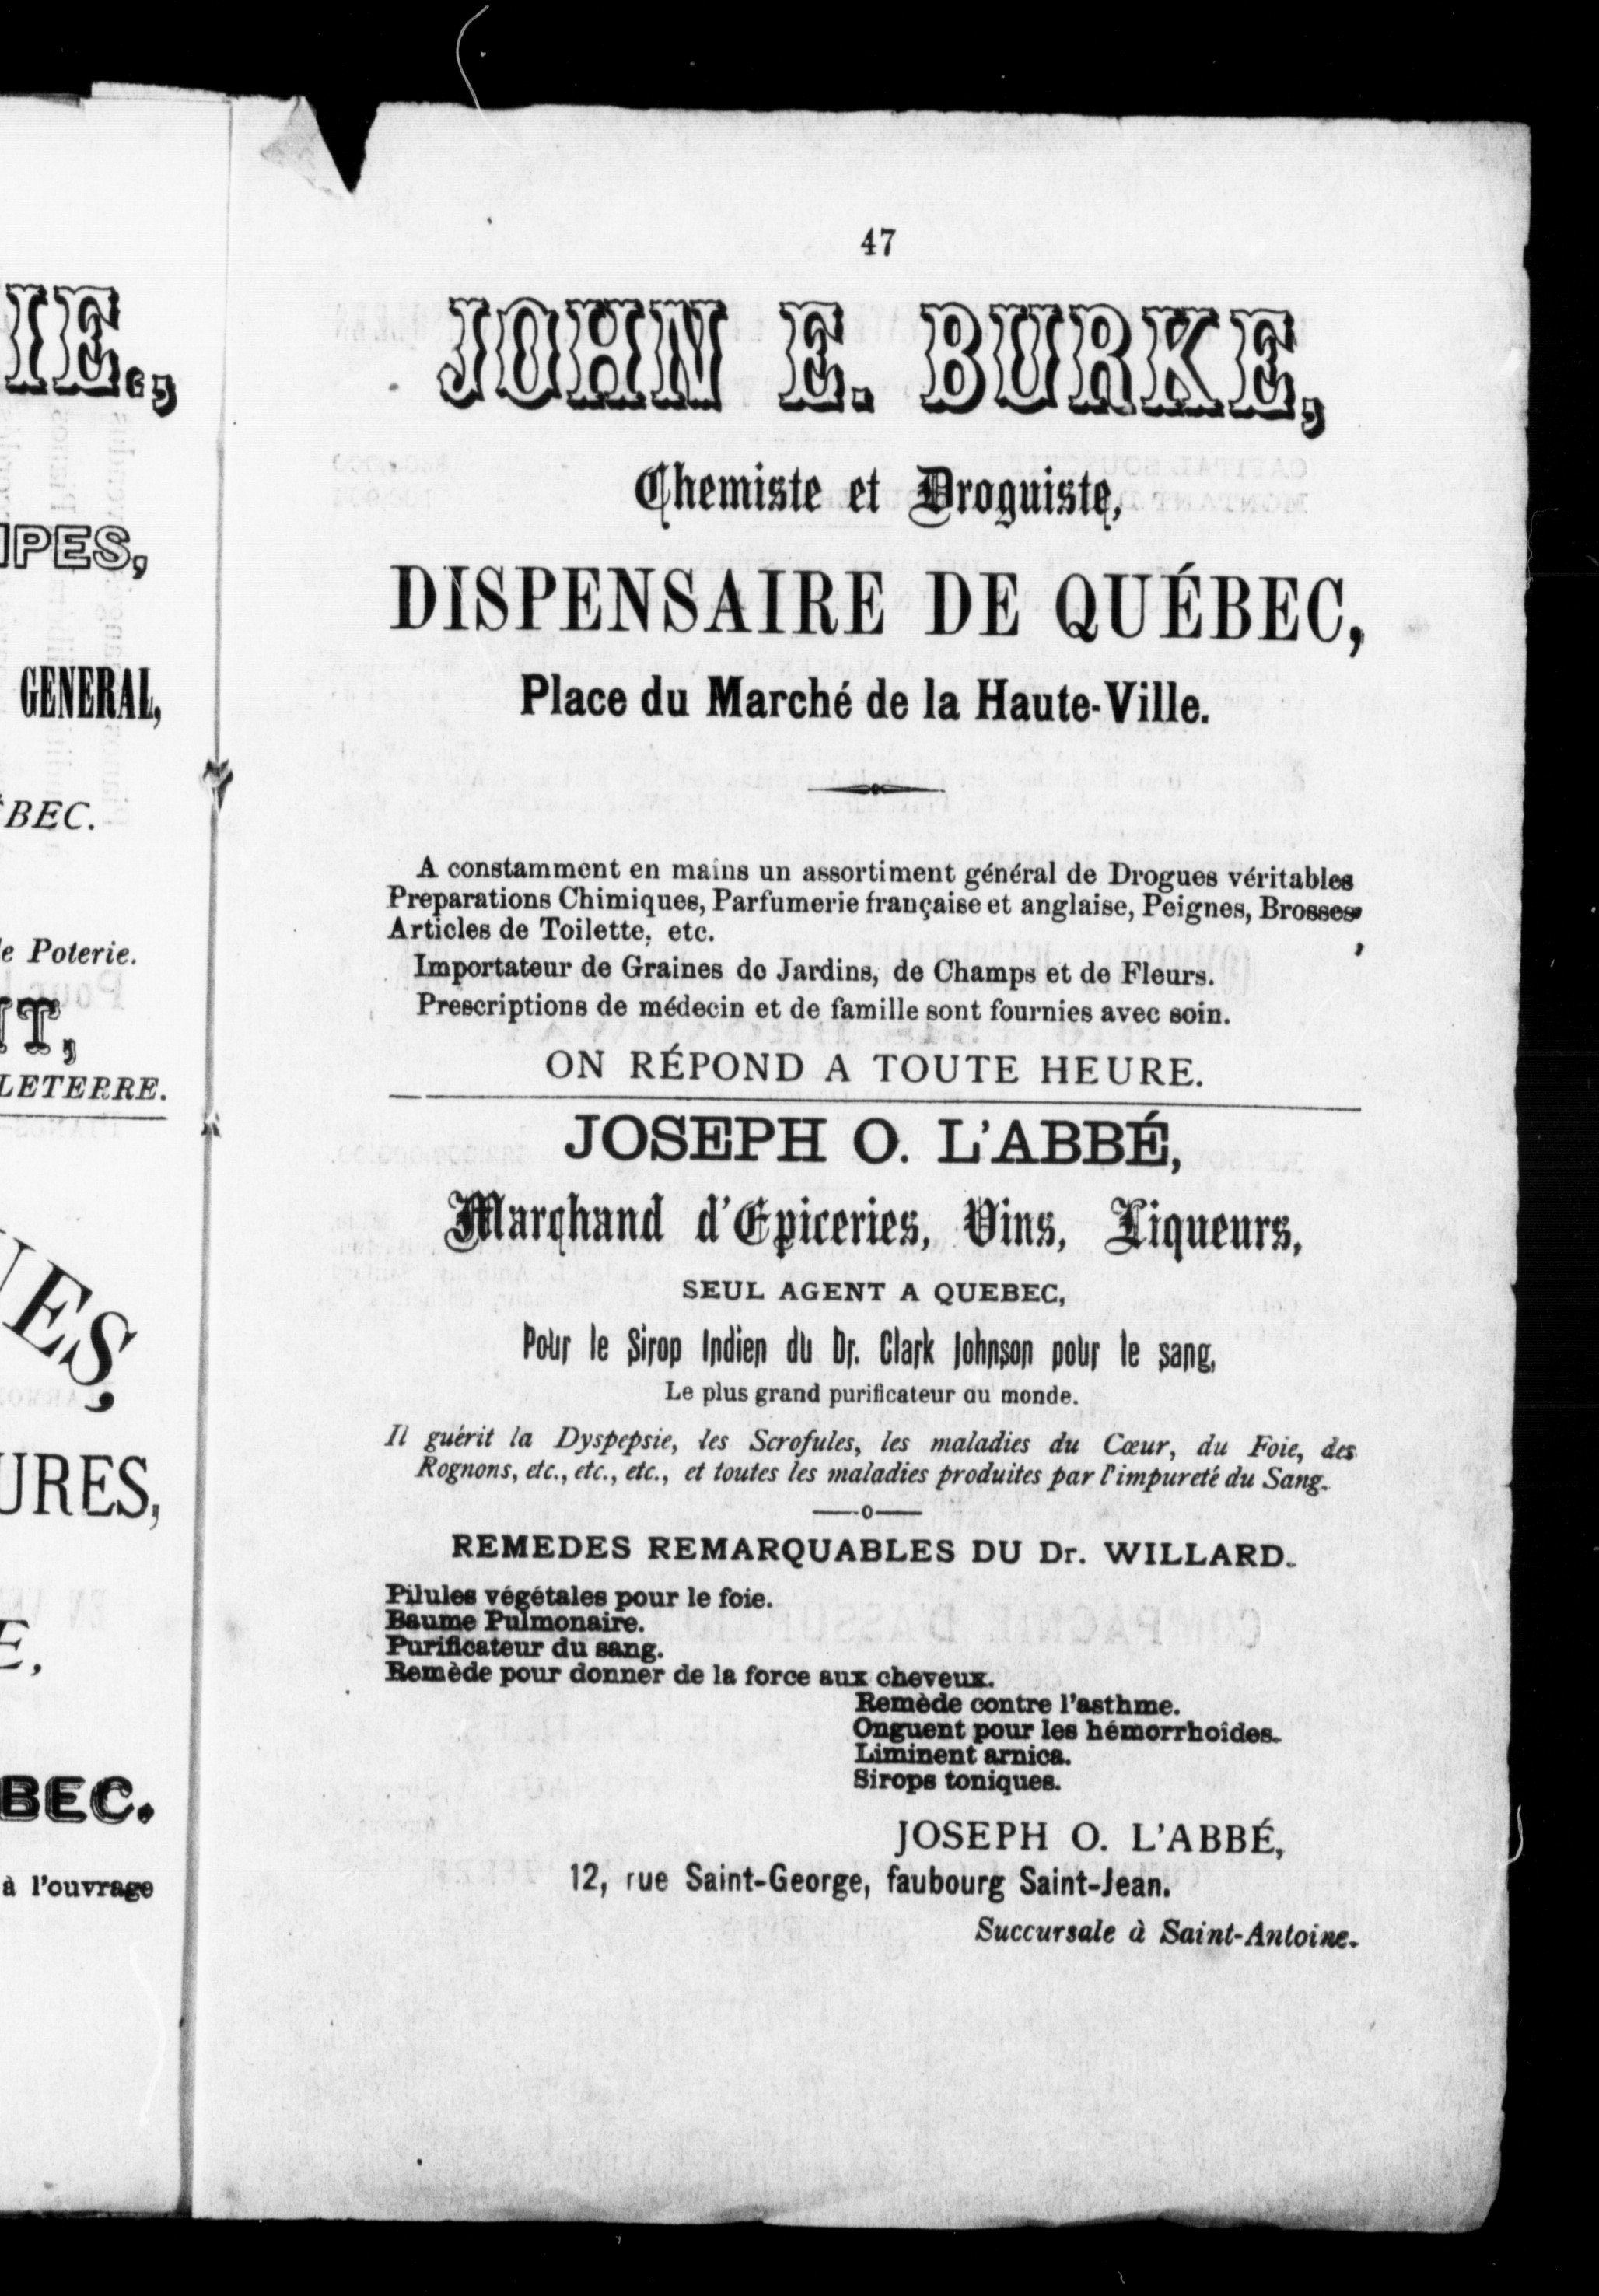 IE.,
IPES,
GENERAL,
BEC.
e Poterie.
T,
LETERRE.
ES,
URES,
E,
BEC.
à l'ouvrage
47
JOHN E. BURKE,
Chemiste et Droguiste,
DISPENSAIRE DE QUÉBEC,
Place du Marché de la Haute-Ville.
A constamment en mains un assortiment général de Drogues véritables
Preparations Chimiques, Parfumerie française et anglaise, Peignes, Brosses,
Articles de Toilette, etc.
Importateur de Graines de Jardins, de Champs et de Fleurs.
Prescriptions de médecin et de famille sont fournies avec soin.
ON RÉPOND A TOUTE HEURE.
JOSEPH O. L'ABBÉ,
Marchand d'Epiceries, Vins, Liqueurs,
SEUL AGENT A QUEBEC,
Pour le Sirop Indien du Dr. Clark Johnson pour le sang,
Le plus grand purificateur du monde.
Il guérit la Dyspepsie, les Scrofules, les maladies du Cœur, du Foie, des
Rognons, etc., etc., etc., et toutes les maladies produites par l'impureté du Sang.
—o—
REMEDES REMARQUABLES DU Dr. WILLARD.
Pilules végétales pour le foie.
Baume Pulmonaire.
Purificateur du sang.
Remède pour donner de la force aux cheveux.
Remède contre l'asthme.
Onguent pour les hémorrhoïdes.
Liminent arnica.
Sirops toniques.
JOSEPH O. L'ABBÉ,
12, rue Saint-George, faubourg Saint-Jean.
Succursale à Saint-Antoine.